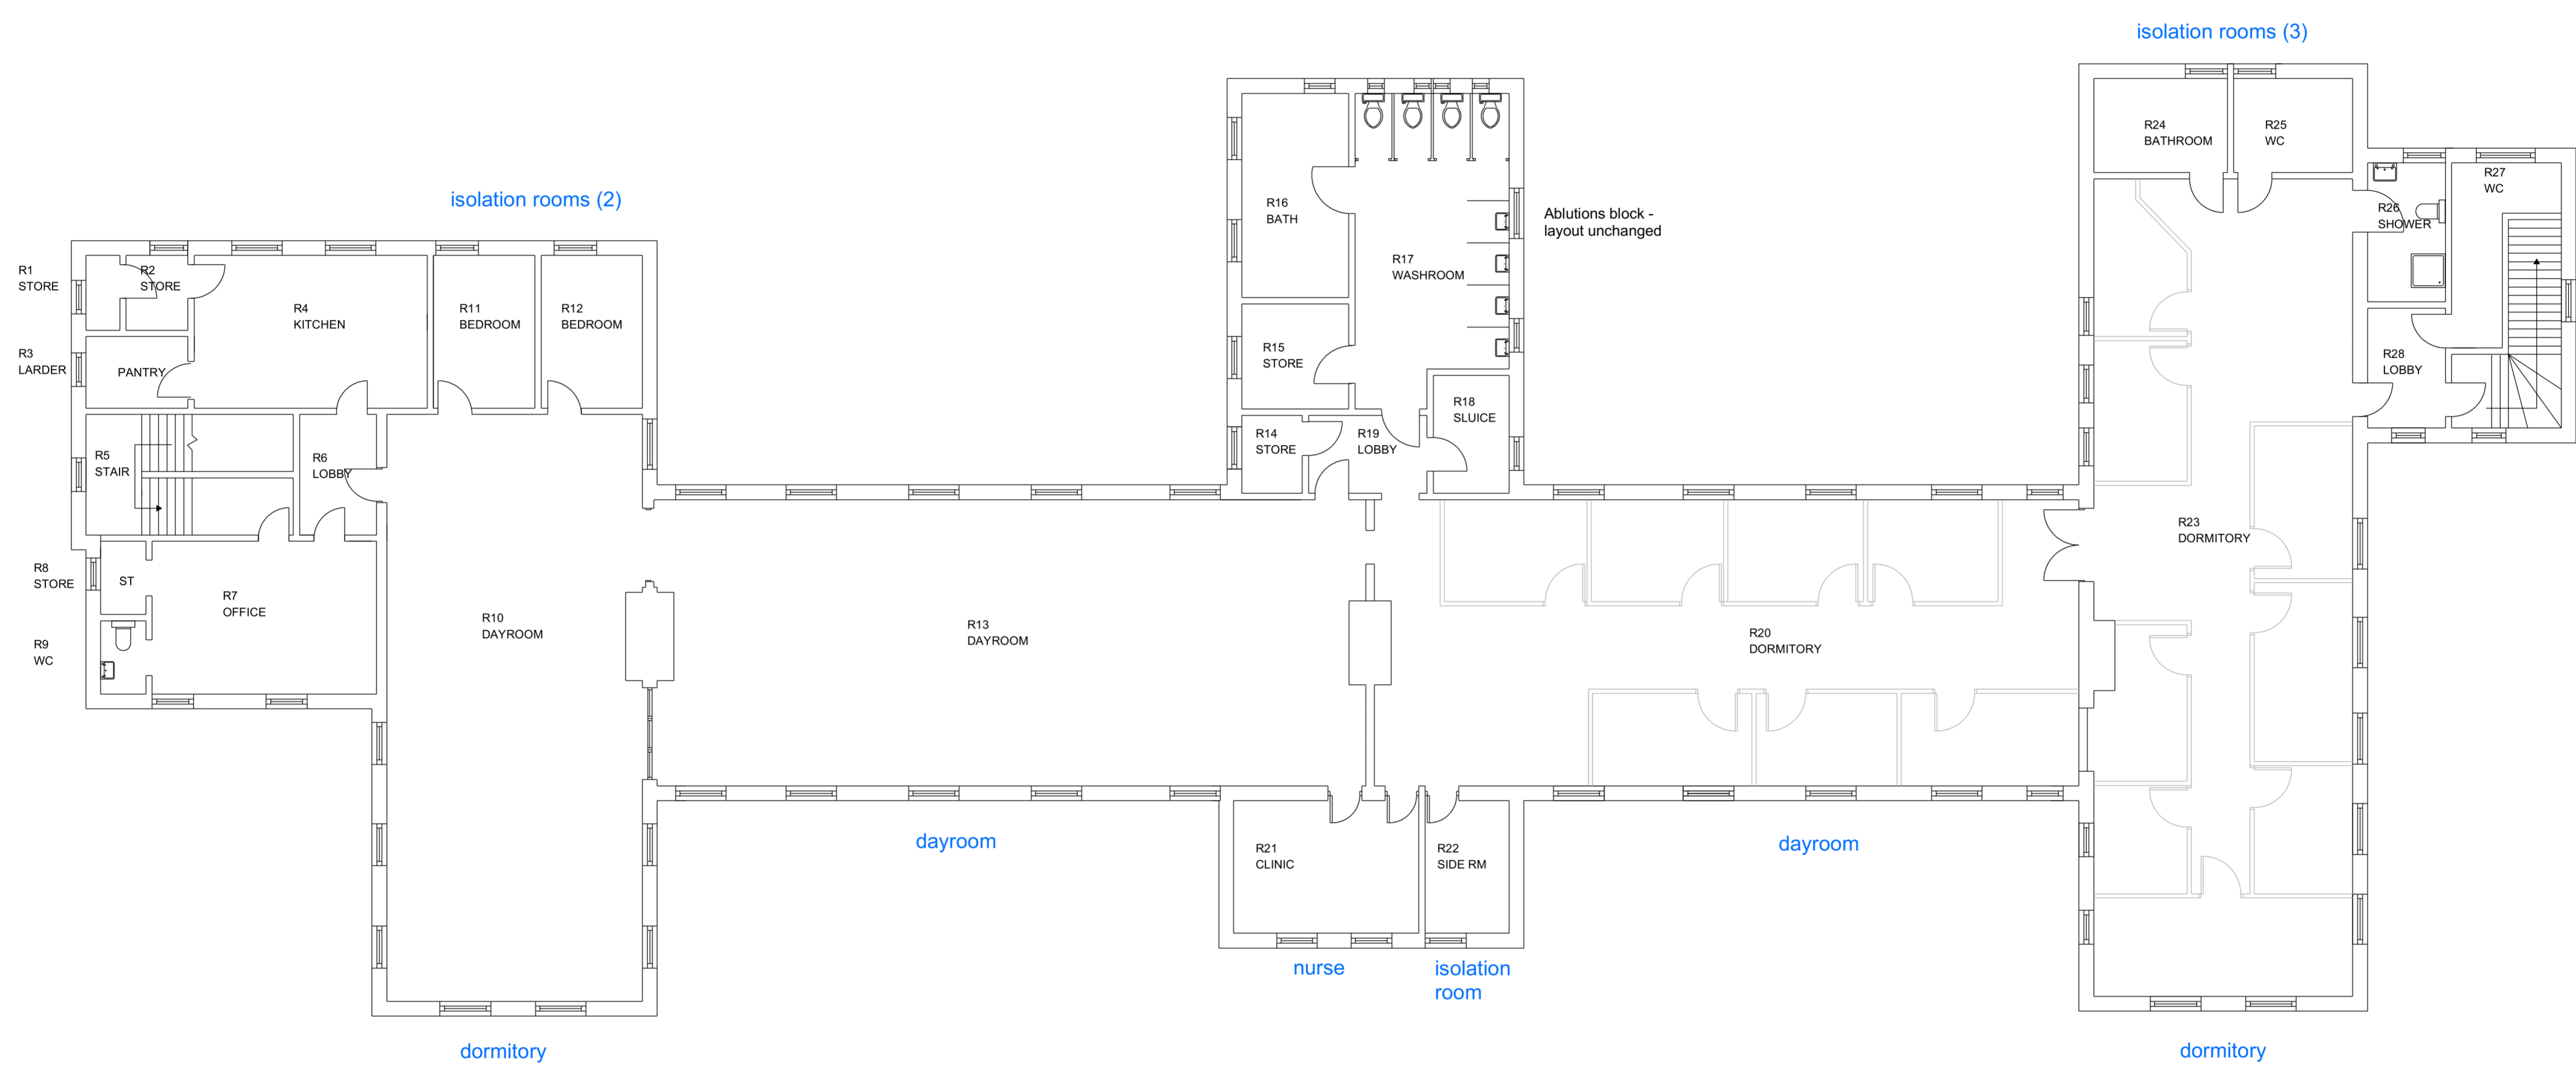 isolation rooms (3)
R24
BATHROOM
R25
WC
R27
WC
isolation rooms (2)
R26
SHOWER
R16
BATH
Ablutions block -
layout unchanged
R17
WASHROOM
R1
STORE
R2
STORE
R4
KITCHEN
R11
BEDROOM
R12
BEDROOM
R3
LARDER
PANTRY
R15
STORE
R28
LOBBY
R18
SLUICE
R14
STORE
R19
LOBBY
R5
STAIR
R6
LOBBY
R23
DORMITORY
R8
STORE
ST
R7
OFFICE
R10
DAYROOM
R13
DAYROOM
R20
DORMITORY
R9
WC
dayroom
dayroom
R21
CLINIC
R22
SIDE RM
nurse
isolation
room
dormitory
dormitory